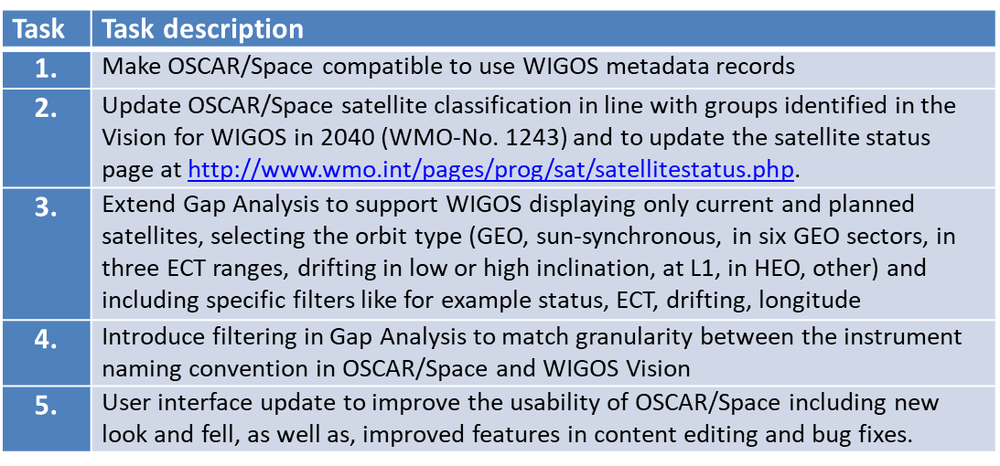 Task Task description
1. Make OSCAR/Space compatible to use WIGOS metadata records
2. Update OSCAR/Space satellite classification in line with groups identified in the
Vision for WIGOS in 2040 (WMO-No. 1243) and to update the satellite status
page at http://www.wmo.int/pages/prog/sat/satellitestatus.php.
3. Extend Gap Analysis to support WIGOS displaying only current and planned
satellites, selecting the orbit type (GEO, sun-synchronous, in six GEO sectors, in
three ECT ranges, drifting in low or high inclination, at L1, in HEO, other) and
including specific filters like for example status, ECT, drifting, longitude
4. Introduce filtering in Gap Analysis to match granularity between the instrument
naming convention in OSCAR/Space and WIGOS Vision
5. User interface update to improve the usability of OSCAR/Space including new
look and fell, as well as, improved features in content editing and bug fixes.